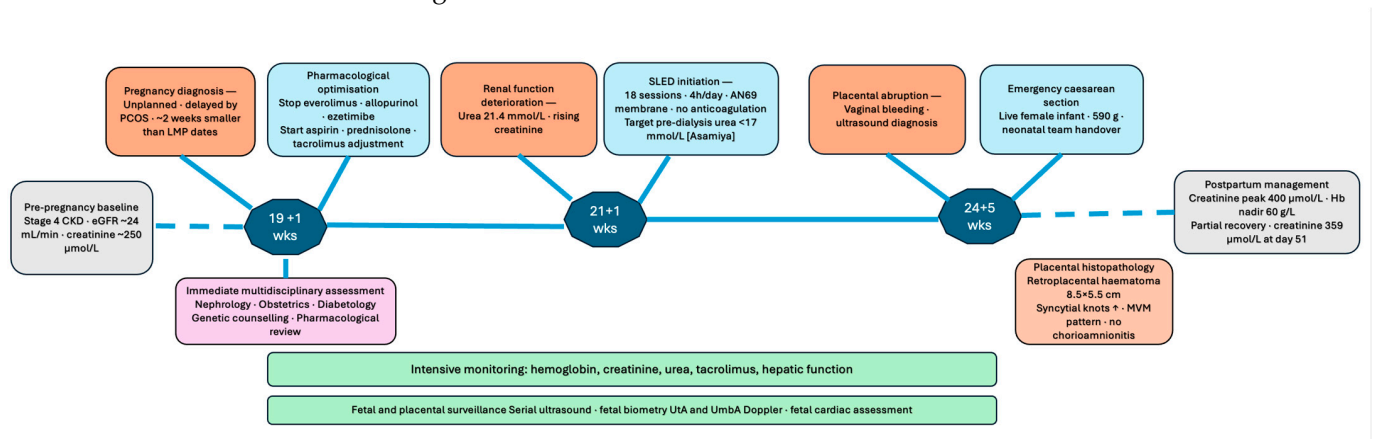 Pre-pregnancy baseline
Stage 4 CKD · eGFR ~24
mL/min · creatinine ~250
µmol/L
Pregnancy diagnosis —
Unplanned · delayed by
PCOS · ~2 weeks smaller
than LMP dates
Pharmacological
optimisation
Stop everolimus · allopurinol
· ezetimibe
Start aspirin · prednisolone ·
tacrolimus adjustment
19 +1
wks
Immediate multidisciplinary assessment
Nephrology · Obstetrics · Diabetology
Genetic counselling · Pharmacological
review
Renal function
deterioration —
Urea 21.4 mmol/L · rising
creatinine
SLED initiation —
18 sessions · 4h/day · AN69
membrane · no anticoagulation
Target pre-dialysis urea <17
mmol/L [Asamiya]
21+1
wks
Placental abruption —
Vaginal bleeding ·
ultrasound diagnosis
Emergency caesarean
section
Live female infant · 590 g ·
neonatal team handover
24+5
wks
Postpartum management
Creatinine peak 400 µmol/L · Hb
nadir 60 g/L
Partial recovery · creatinine 359
µmol/L at day 51
Placental histopathology
Retroplacental haematoma
8.5×5.5 cm
Syncytial knots ↑ · MVM
pattern · no
chorioamnionitis
Intensive monitoring: hemoglobin, creatinine, urea, tacrolimus, hepatic function
Fetal and placental surveillance Serial ultrasound · fetal biometry UtA and UmbA Doppler · fetal cardiac assessment